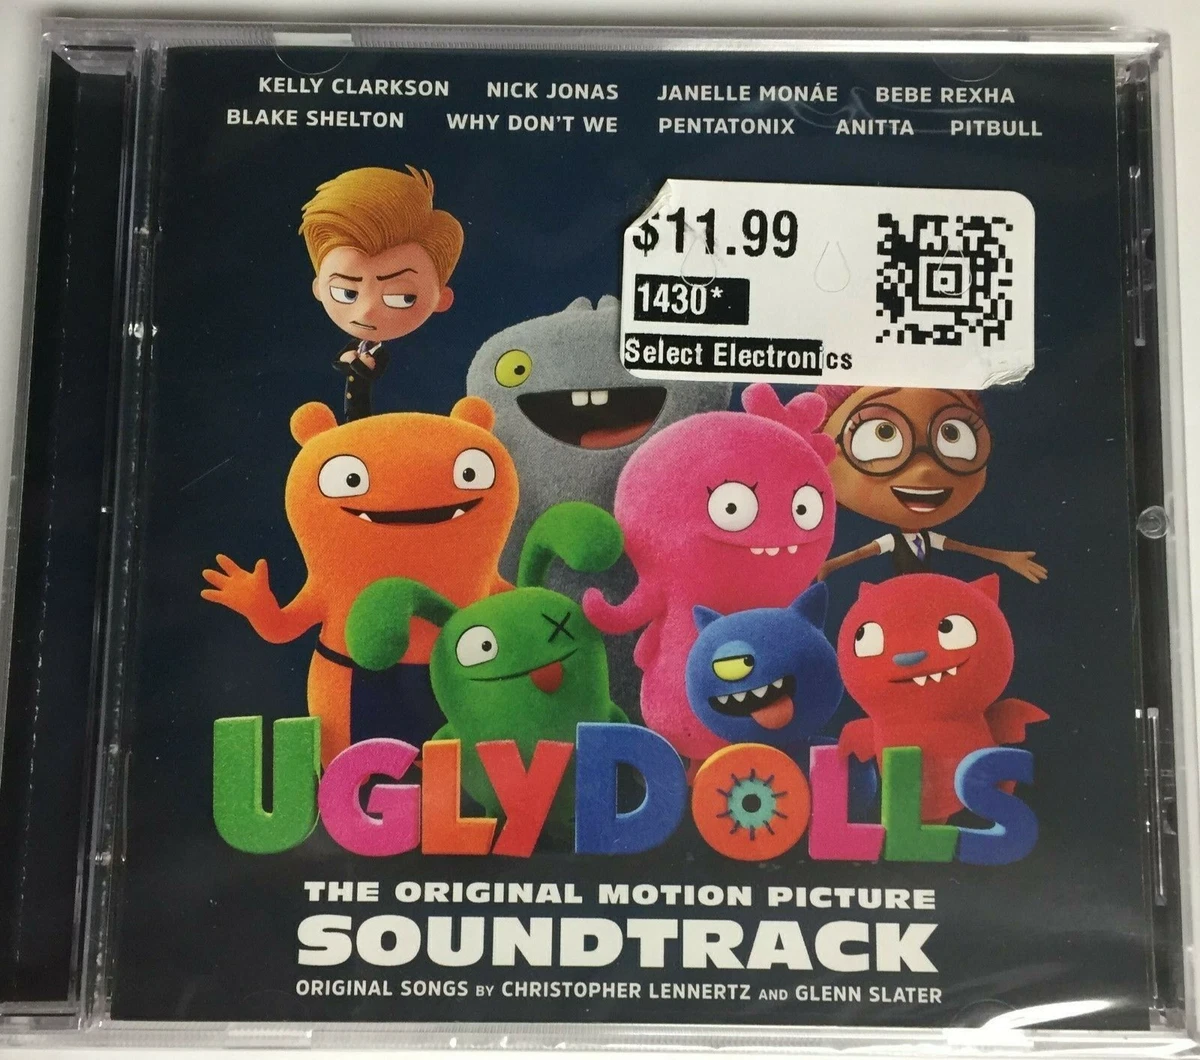 KELLY CLARKSON NICK JONAS JANELLE MONÁE BEBE REXHA
BLAKE SHELTON WHY DON'T WE PENTATONIX ANITTA PITBULL
$11.99
1430*
Select Electronics
UGLYDOLLS
THE ORIGINAL MOTION PICTURE
SOUNDTRACK
ORIGINAL SONGS BY CHRISTOPHER LENNERTZ AND GLENN SLATER